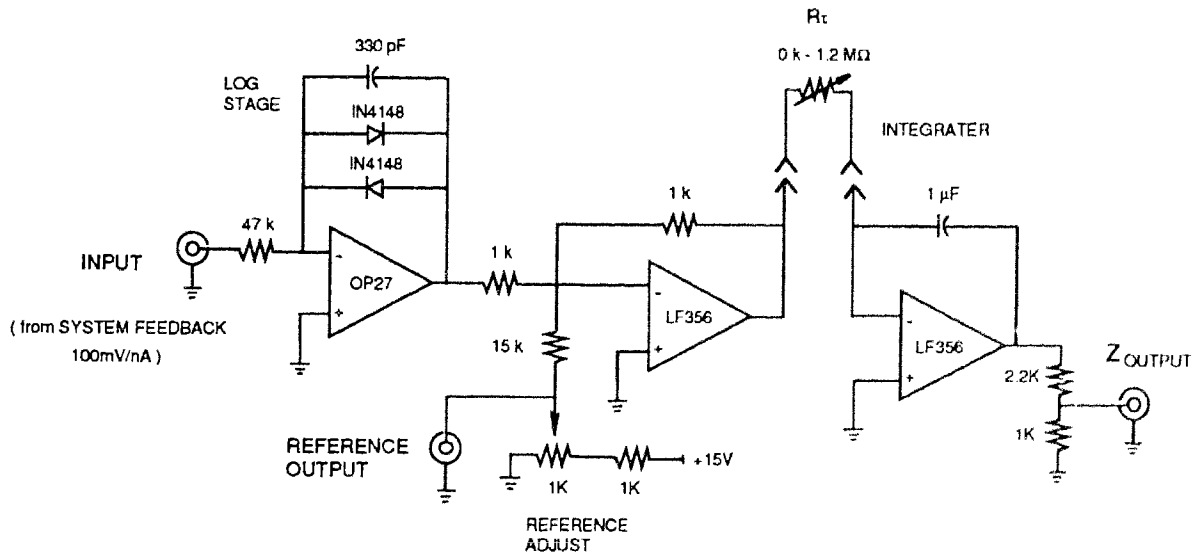 Rτ
0 k - 1.2 MΩ
330 pF
LOG
STAGE
IN4148
IN4148
INTEGRATER
1 k
1 µF
47 k
INPUT
-
OP27
+
1 k
-
LF356
+
-
LF356
+
( from SYSTEM FEEDBACK
100mV/nA )
15 k
Z OUTPUT
2.2K
1K
REFERENCE
OUTPUT
+15V
1K
1K
REFERENCE
ADJUST